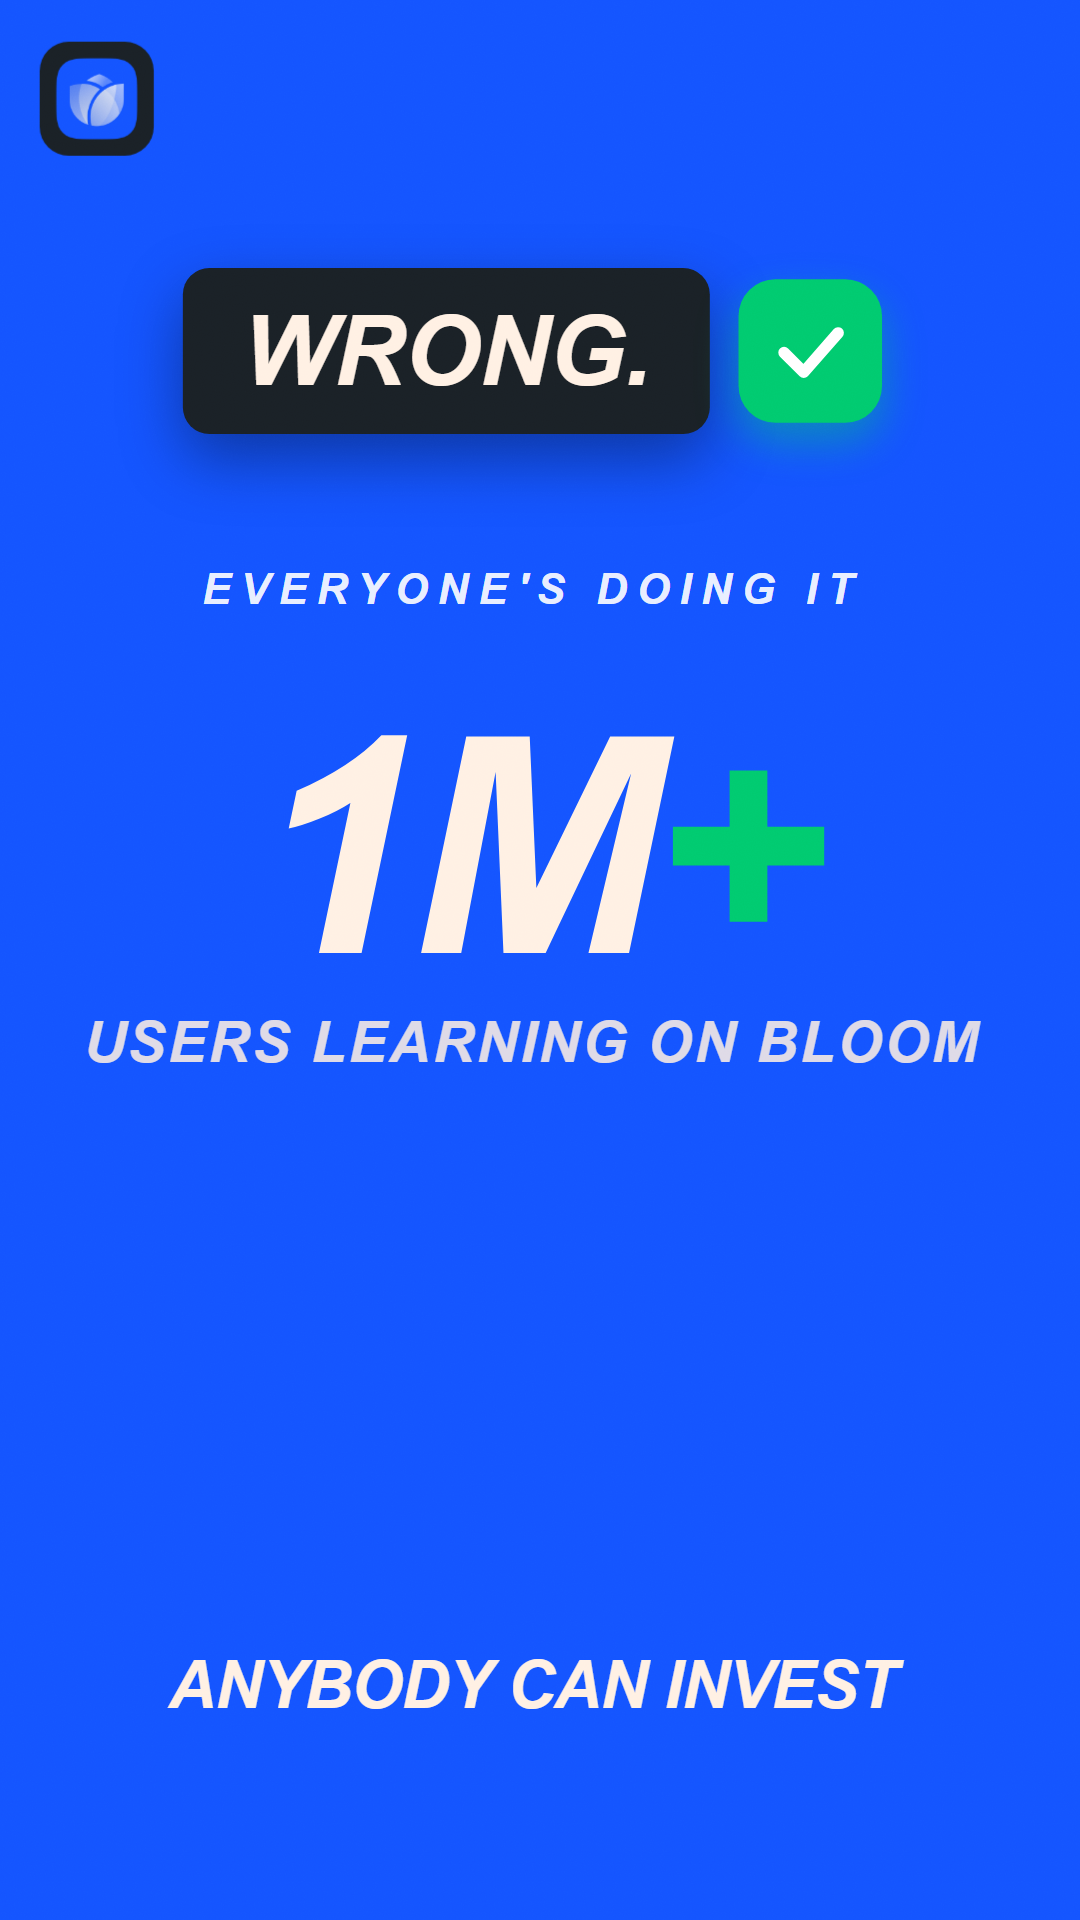 WRONG.
EVERYONE'S DOING IT
1M+
USERS LEARNING ON BLOOM
ANYBODY CAN INVEST